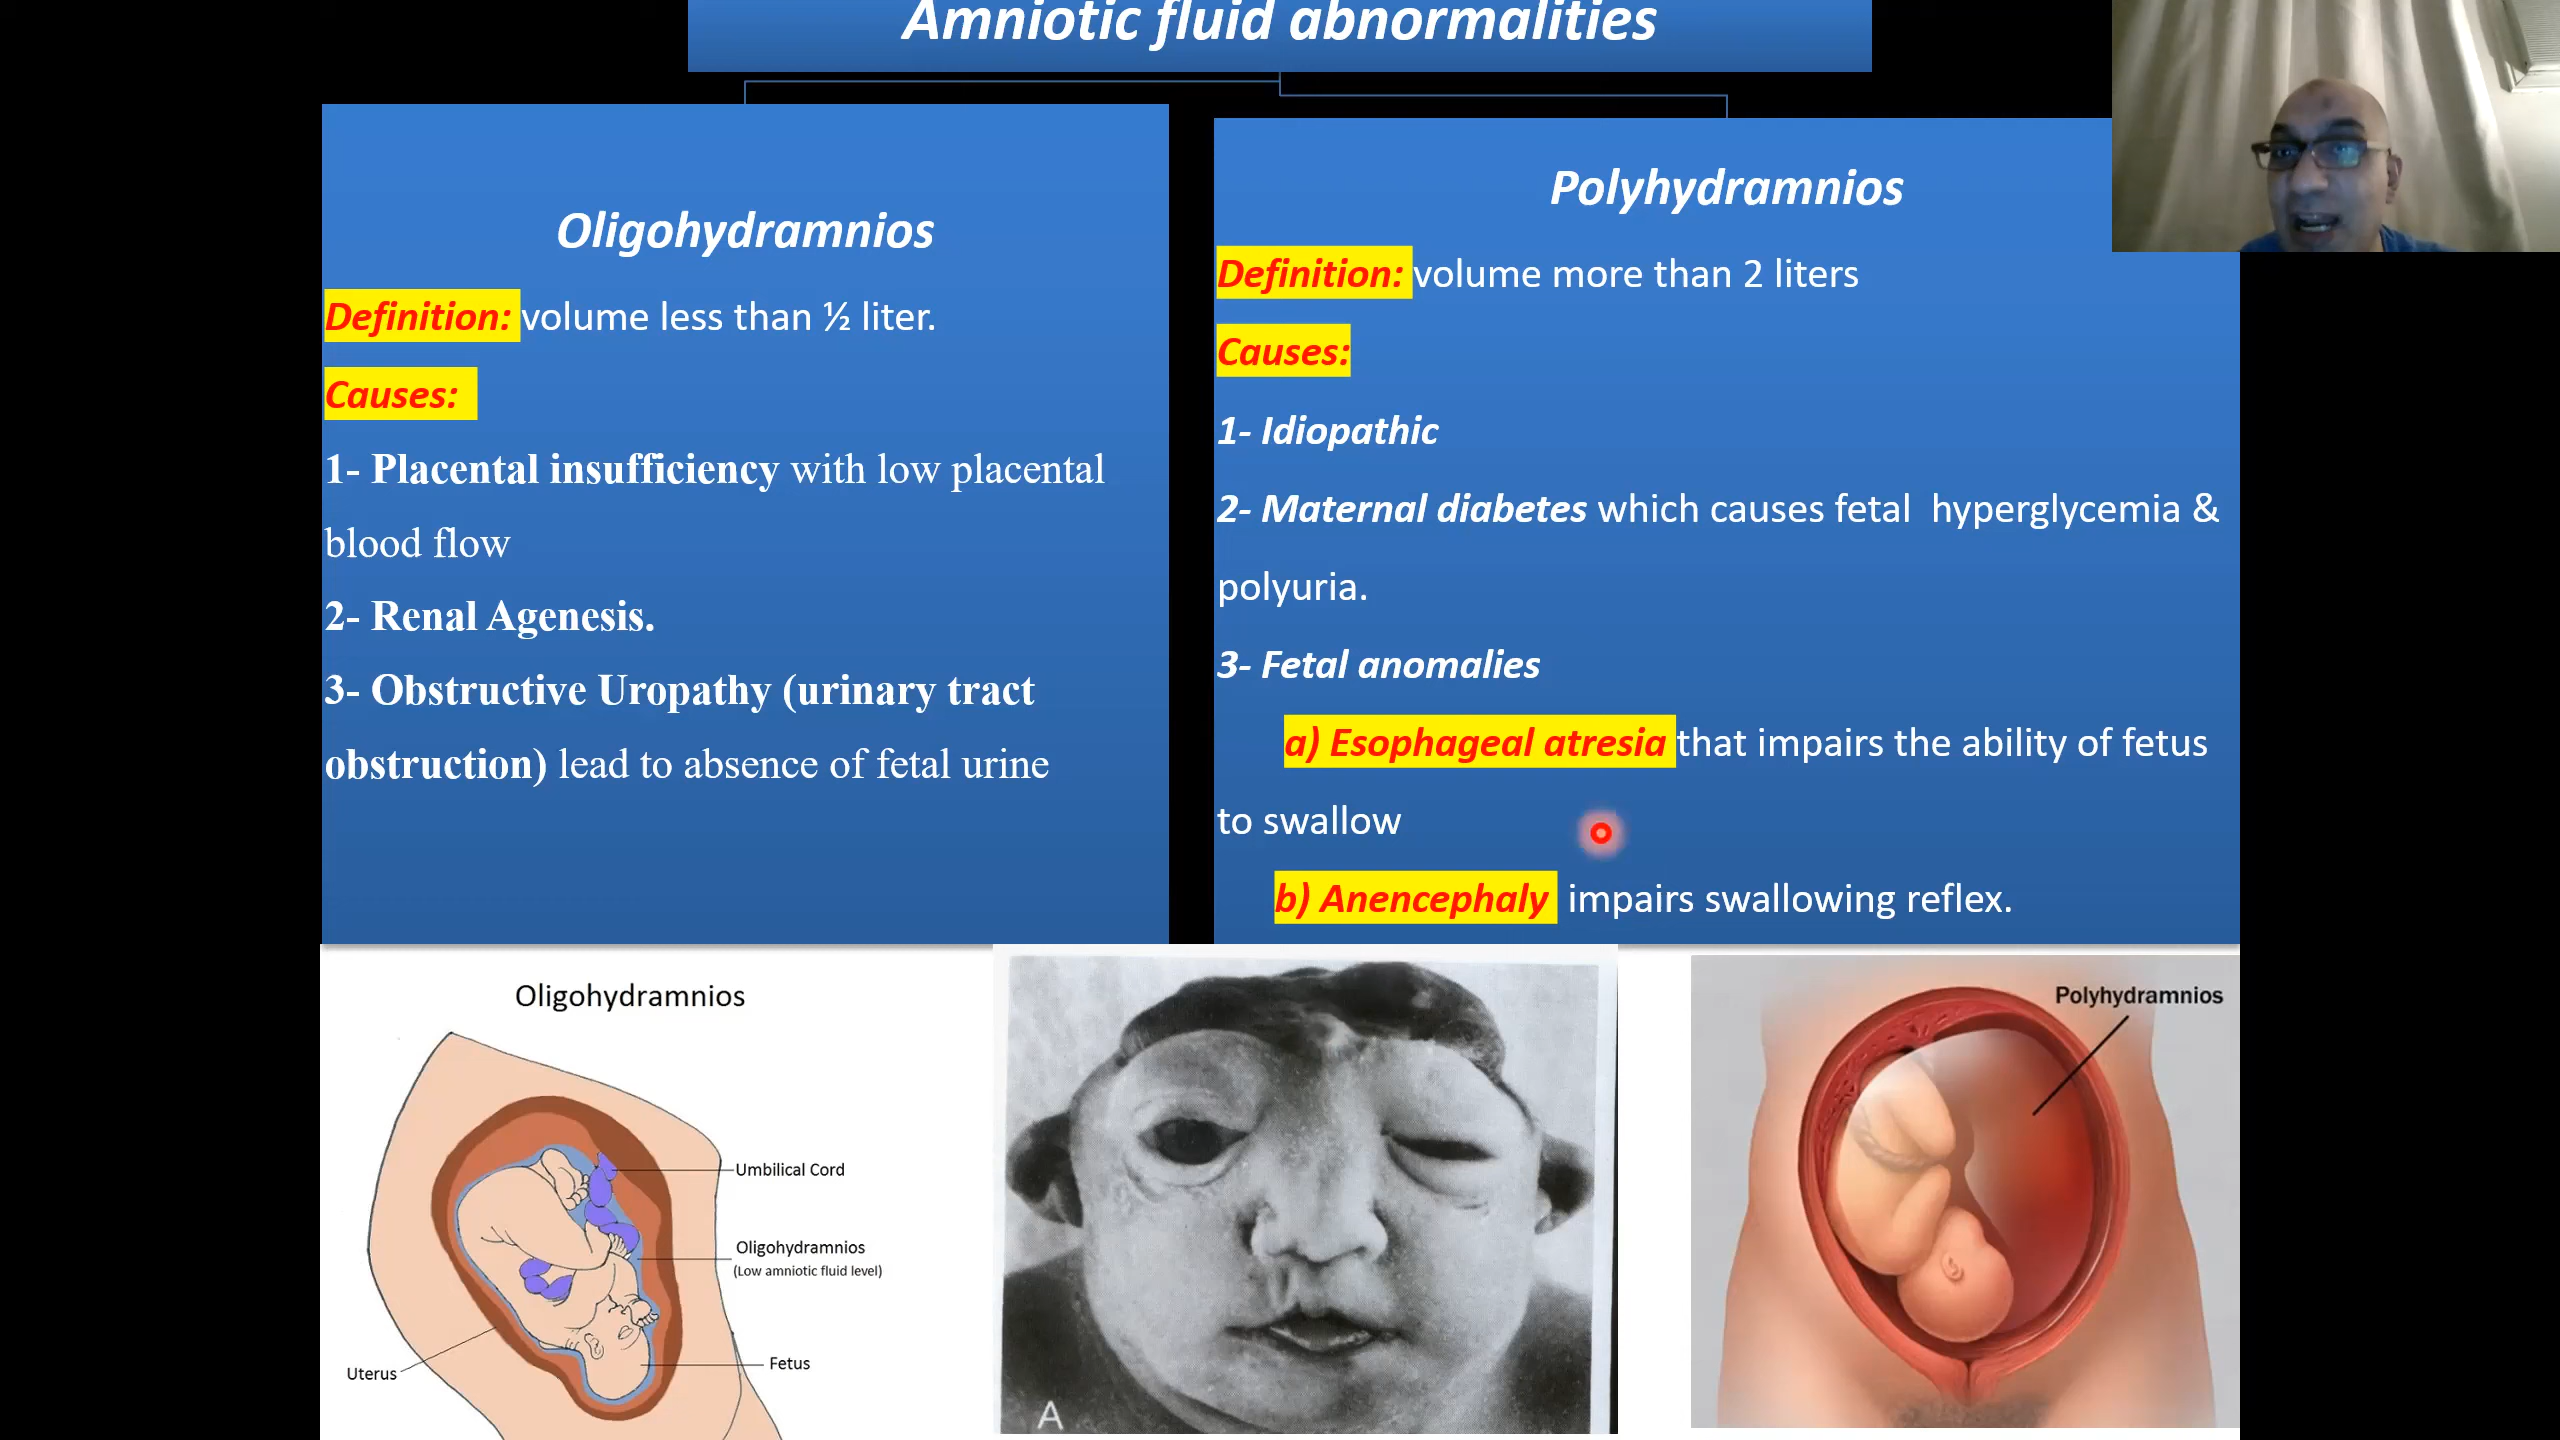 Amniotic fluid abnormalities
Oligohydramnios
Definition: volume less than ½ liter.
Causes:
1- Placental insufficiency with low placental
blood flow
2- Renal Agenesis.
3- Obstructive Uropathy (urinary tract
obstruction) lead to absence of fetal urine
Polyhydramnios
Definition: volume more than 2 liters
Causes:
1- Idiopathic
2- Maternal diabetes which causes fetal hyperglycemia &
polyuria.
3- Fetal anomalies
a) Esophageal atresia that impairs the ability of fetus
to swallow
b) Anencephaly impairs swallowing reflex.
Oligohydramnios
Umbilical Cord
Oligohydramnios
(Low amniotic fluid level)
Fetus
Uterus
A
Polyhydramnios